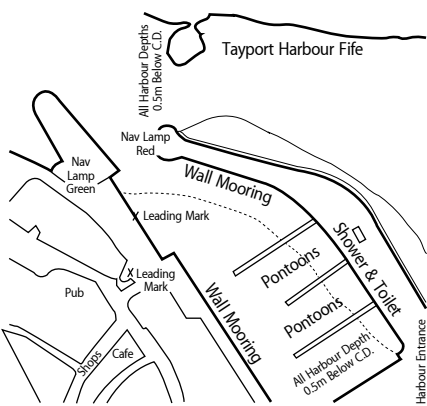 Tayport Harbour Fife
All Harbour Depths
0.5m Below C.D.
Nav Lamp
Red
Nav
Lamp
Green
Wall Mooring
Leading Mark
Shower & Toilet
Pontoons
Leading
Mark
Pub
Wall Mooring
Pontoons
All Harbour Depth
0.5m Below C.D.
Shops
Cafe
Harbour Entrance